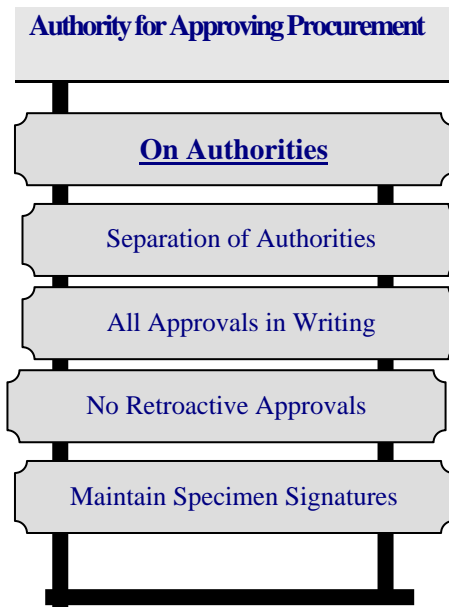 Authority for Approving Procurement
On Authorities
Separation of Authorities
All Approvals in Writing
No Retroactive Approvals
Maintain Specimen Signatures